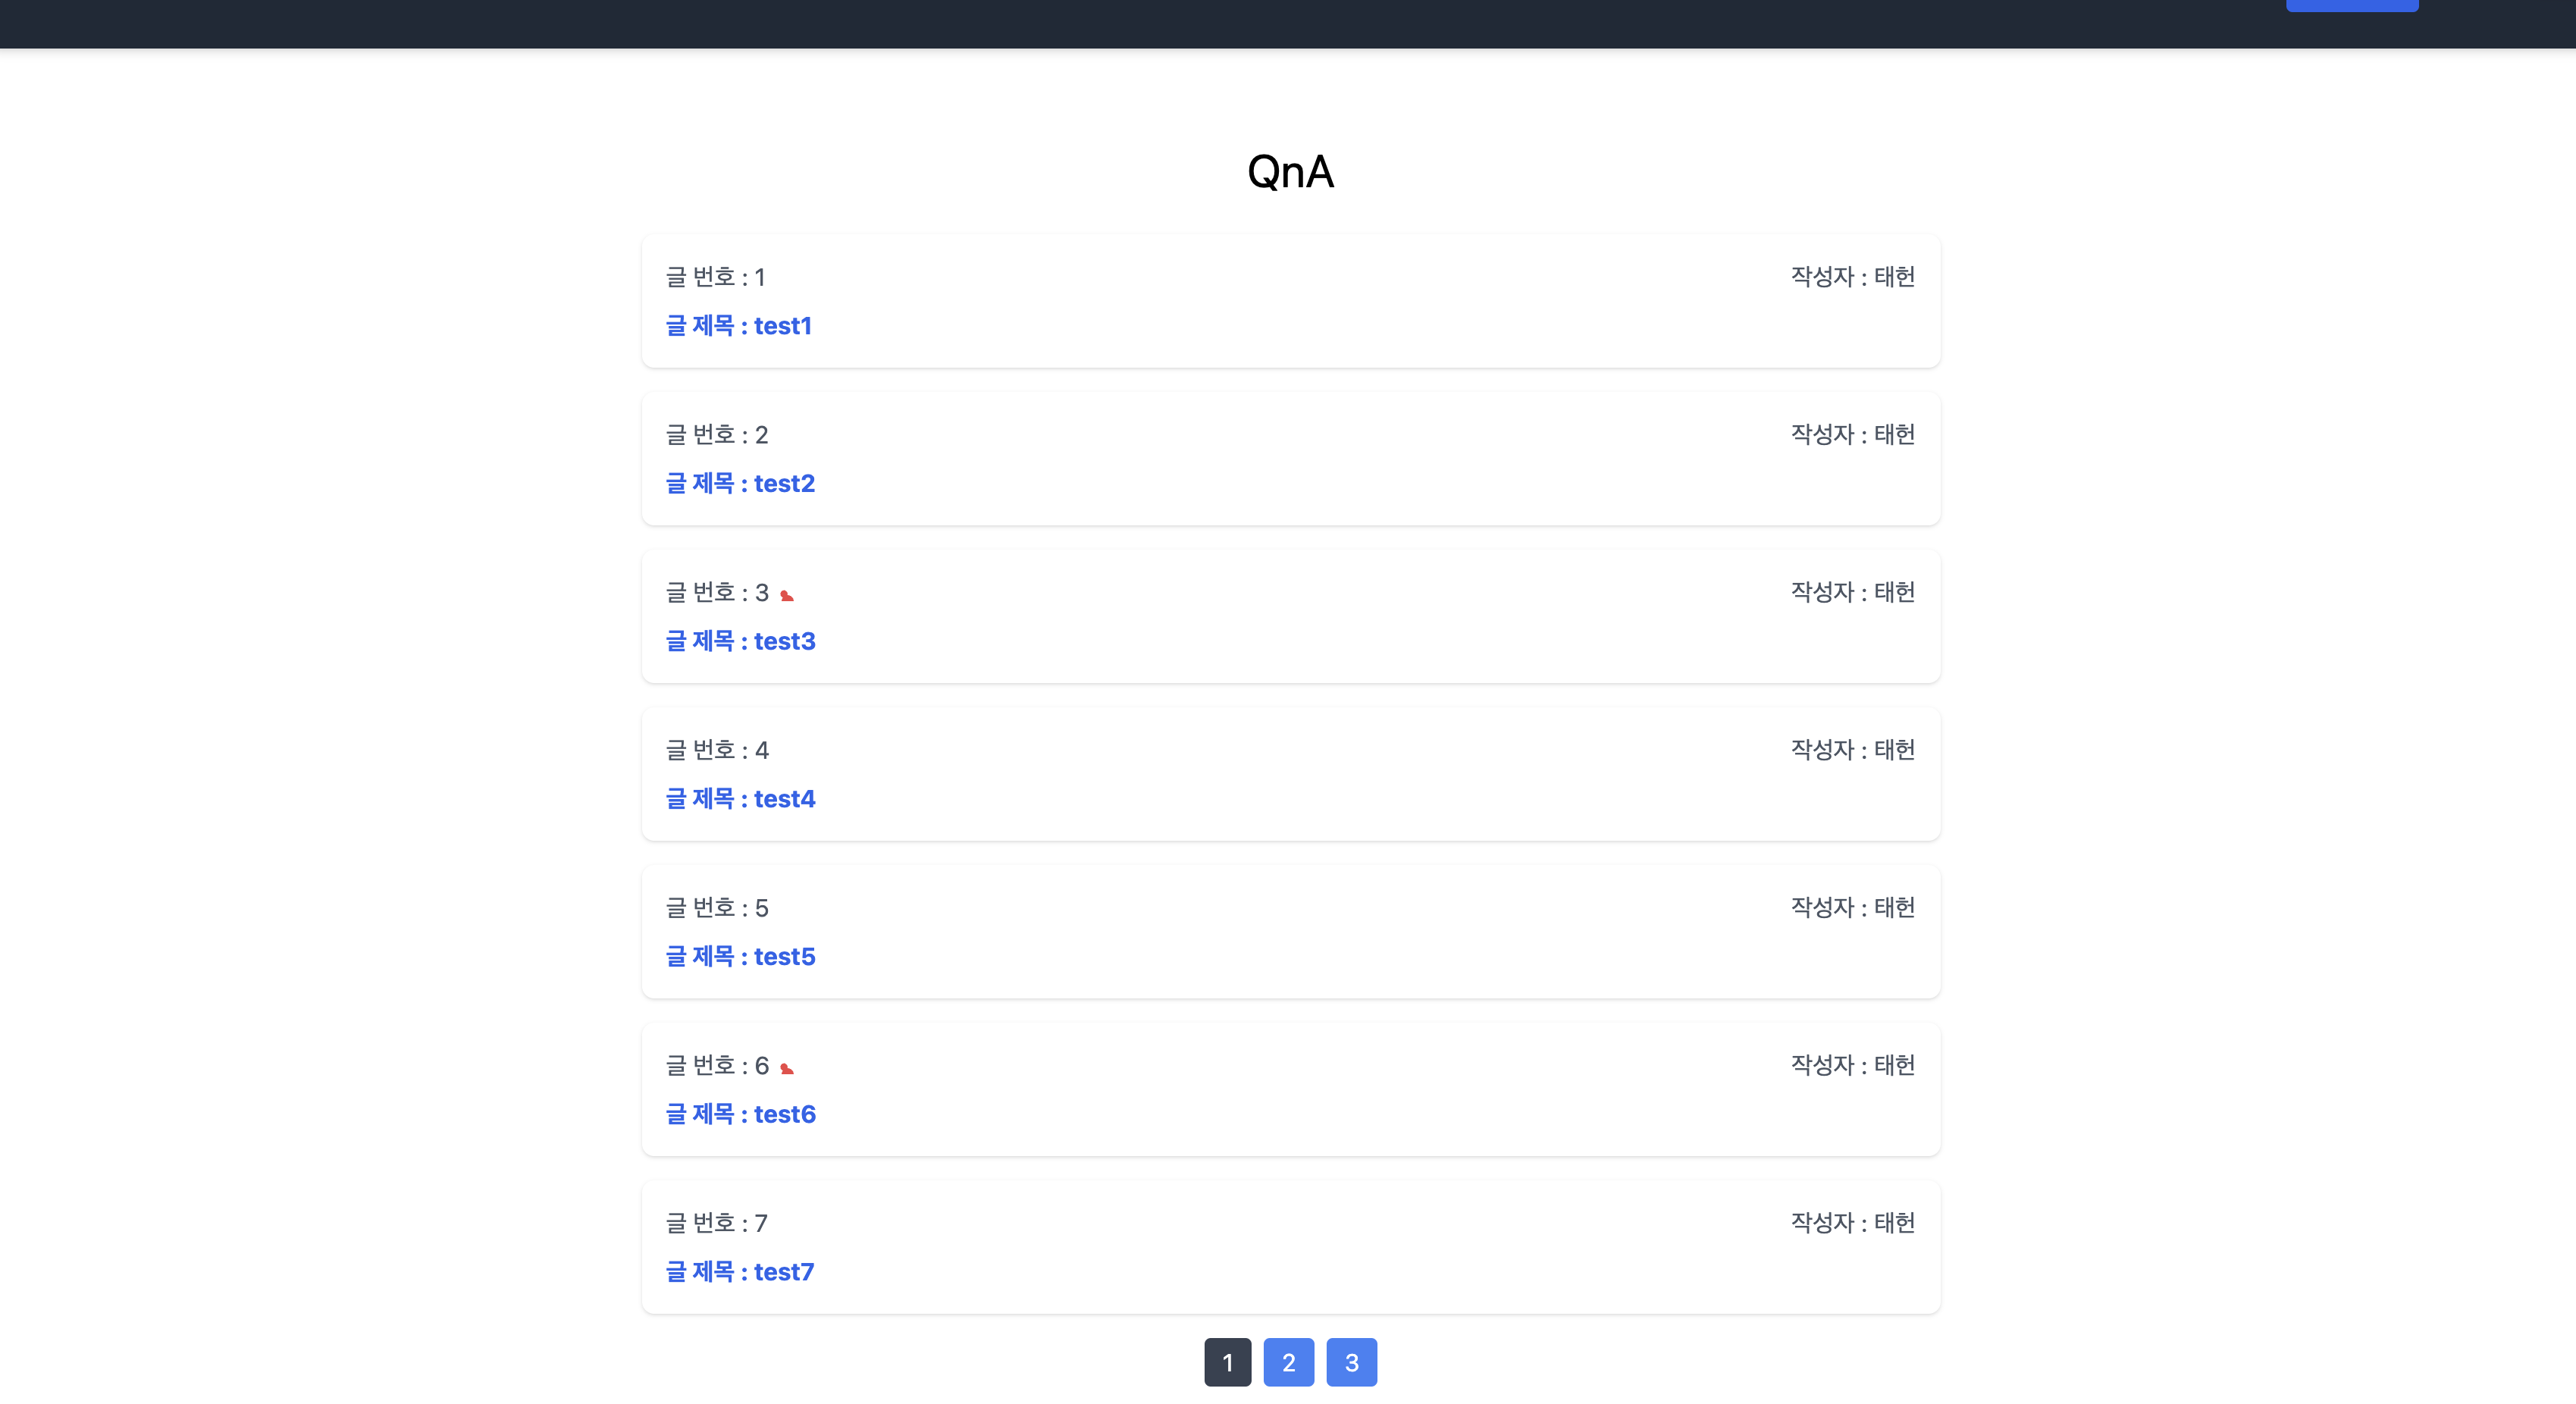 QnA
글 번호 : 1
작성자 : 태헌
글 제목 : test1
글 번호 : 2
작성자 : 태헌
글 제목 : test2
글 번호 : 3
작성자 : 태헌
글 제목 : test3
글 번호 : 4
작성자 : 태헌
글 제목 : test4
글 번호 : 5
작성자 : 태헌
글 제목 : test5
글 번호 : 6
작성자 : 태헌
글 제목 : test6
글 번호 : 7
작성자 : 태헌
글 제목 : test7
1 2 3